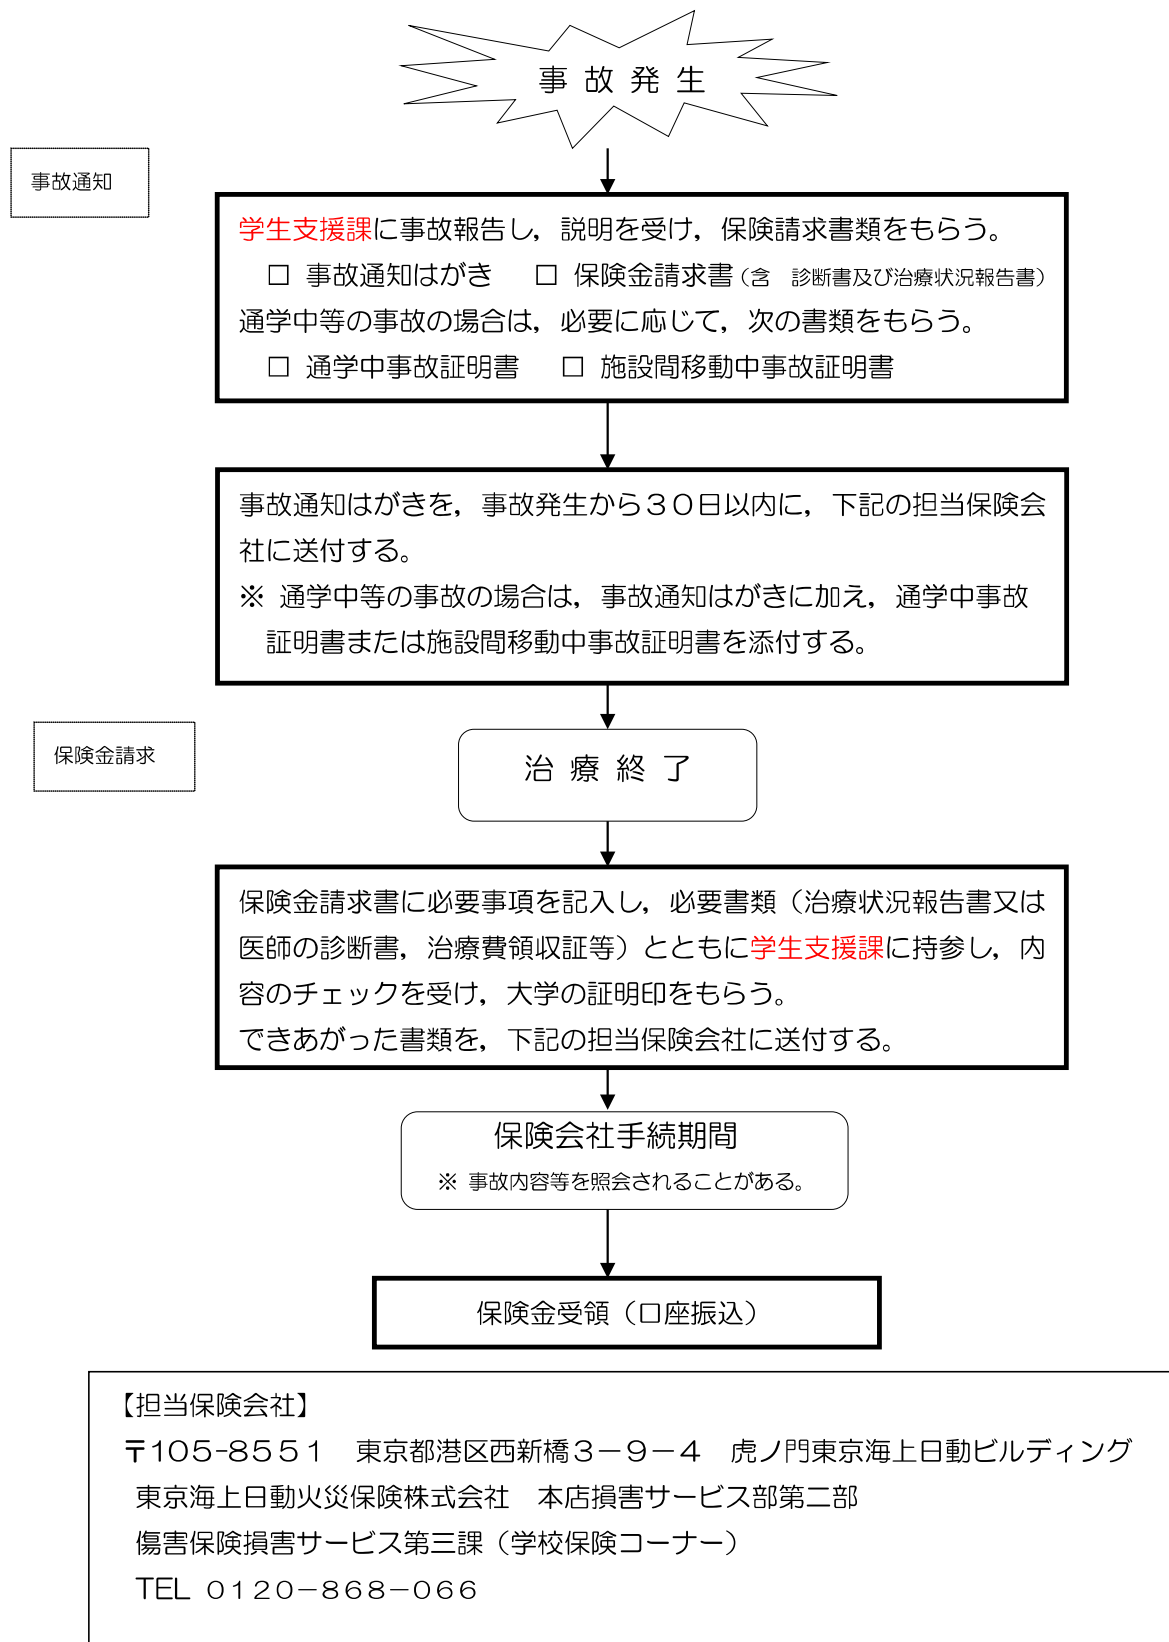 事 故 発 生
事故通知
学生支援課に事故報告し，説明を受け，保険請求書類をもらう。
□ 事故通知はがき　□ 保険金請求書（含　診断書及び治療状況報告書）
通学中等の事故の場合は，必要に応じて，次の書類をもらう。
□ 通学中事故証明書　□ 施設間移動中事故証明書
事故通知はがきを，事故発生から３０日以内に，下記の担当保険会
社に送付する。
※ 通学中等の事故の場合は，事故通知はがきに加え，通学中事故
証明書または施設間移動中事故証明書を添付する。
保険金請求
治 療 終 了
保険金請求書に必要事項を記入し，必要書類（治療状況報告書又は
医師の診断書，治療費領収証等）とともに学生支援課に持参し，内
容のチェックを受け，大学の証明印をもらう。
できあがった書類を，下記の担当保険会社に送付する。
保険会社手続期間
※ 事故内容等を照会されることがある。
保険金受領（口座振込）
【担当保険会社】
〒105-8551　東京都港区西新橋３－９－４　虎ノ門東京海上日動ビルディング
東京海上日動火災保険株式会社　本店損害サービス部第二部
傷害保険損害サービス第三課（学校保険コーナー）
TEL ０１２０－８６８－０６６